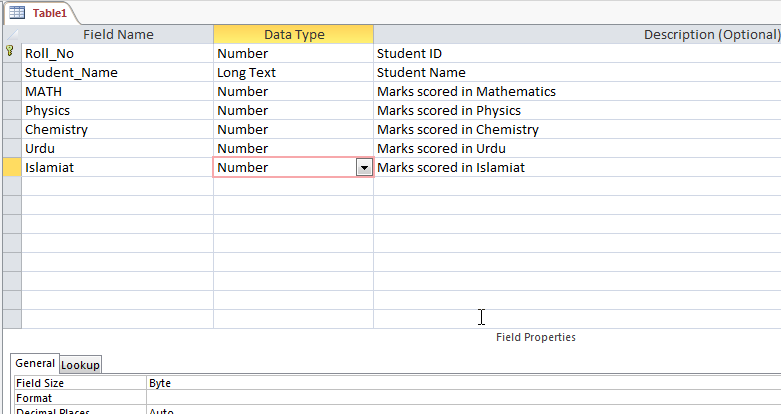 Table1
Field Name Data Type Description (Optional)
Roll_No Number Student ID
Student_Name Long Text Student Name
MATH Number Marks scored in Mathematics
Physics Number Marks scored in Physics
Chemistry Number Marks scored in Chemistry
Urdu Number Marks scored in Urdu
Islamiat Number Marks scored in Islamiat
Field Properties
General Lookup
Field Size Byte
Format
Decimal Places Auto